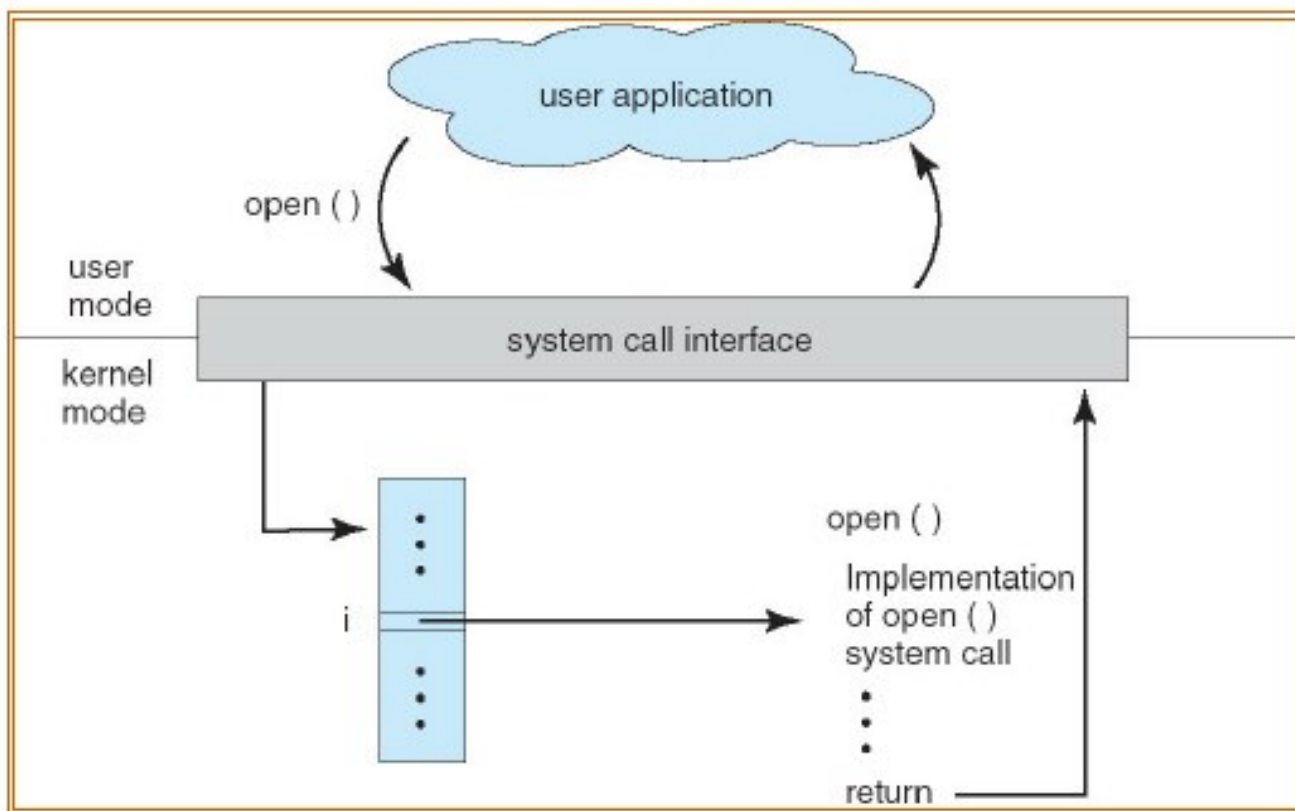 user application
open ( )
user
mode
system call interface
kernel
mode
open ( )
i
Implementation
of open ( )
system call
return